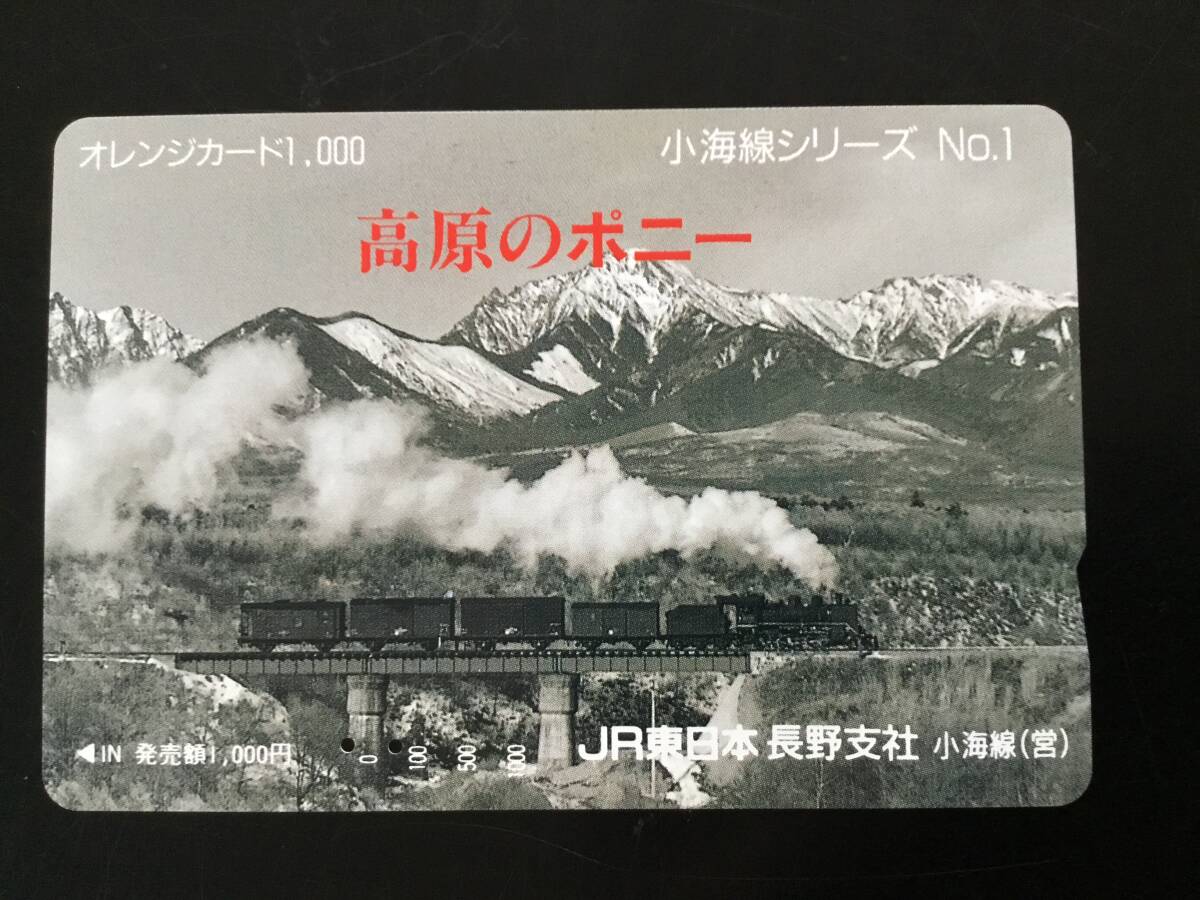 オレンジカード1,000
小海線シリーズ No.1
高原のポニー
JR東日本 長野支社 小海線(営)
◀IN 発売額1,000円
0 100 500 1000